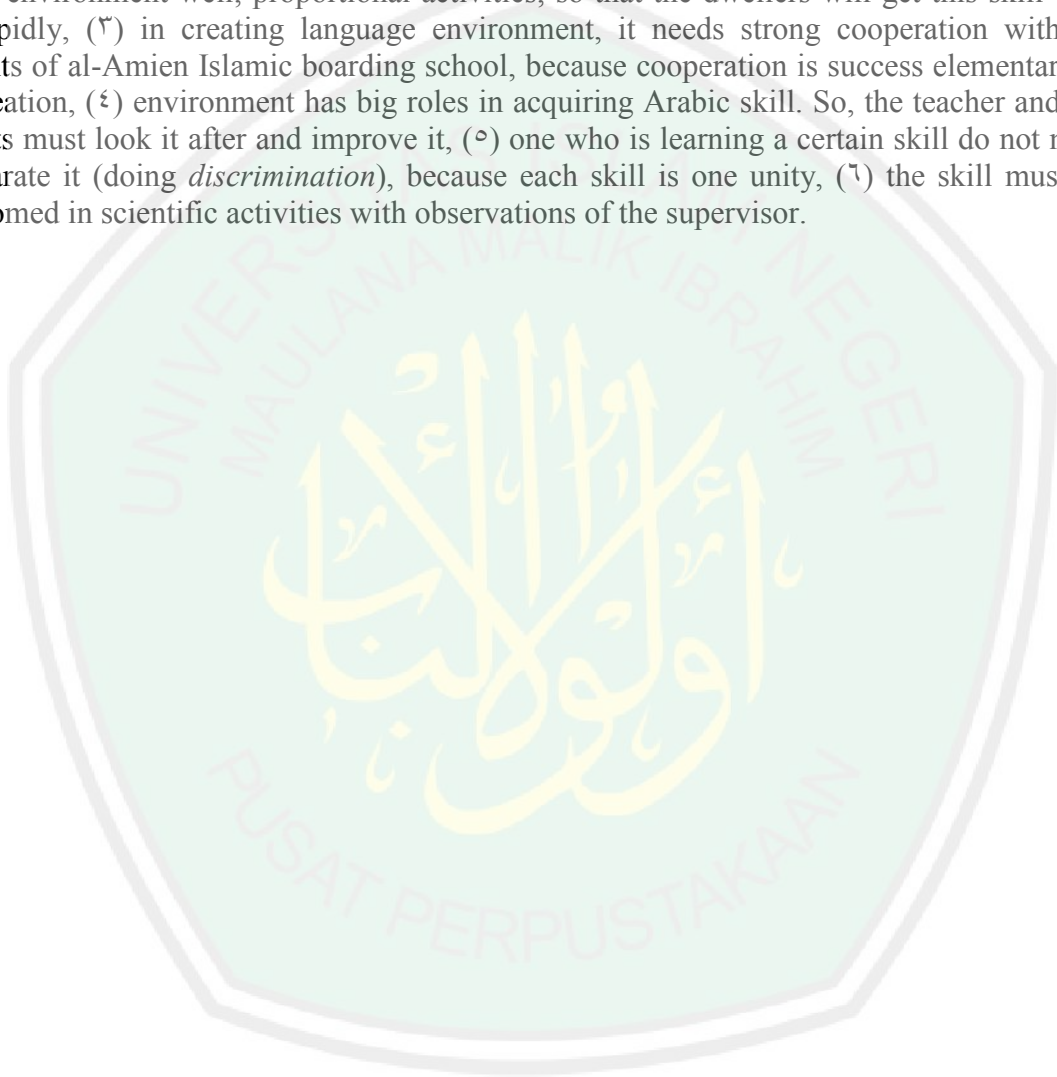 environment well, proportional activities, so that the dwellers will get this skill
pidly, (٣) in creating language environment, it needs strong cooperation with
ts of al-Amien Islamic boarding school, because cooperation is success elementar
eation, (٤) environment has big roles in acquiring Arabic skill. So, the teacher and
ts must look it after and improve it, (٥) one who is learning a certain skill do not
arate it (doing discrimination), because each skill is one unity, (٦) the skill mus
omed in scientific activities with observations of the supervisor.
UNIVERSITAS ISLAM NEGERI
MAULANA MALIK IBRAHIM
أولوا الألباب
PUSAT PERPUSTAKAAN